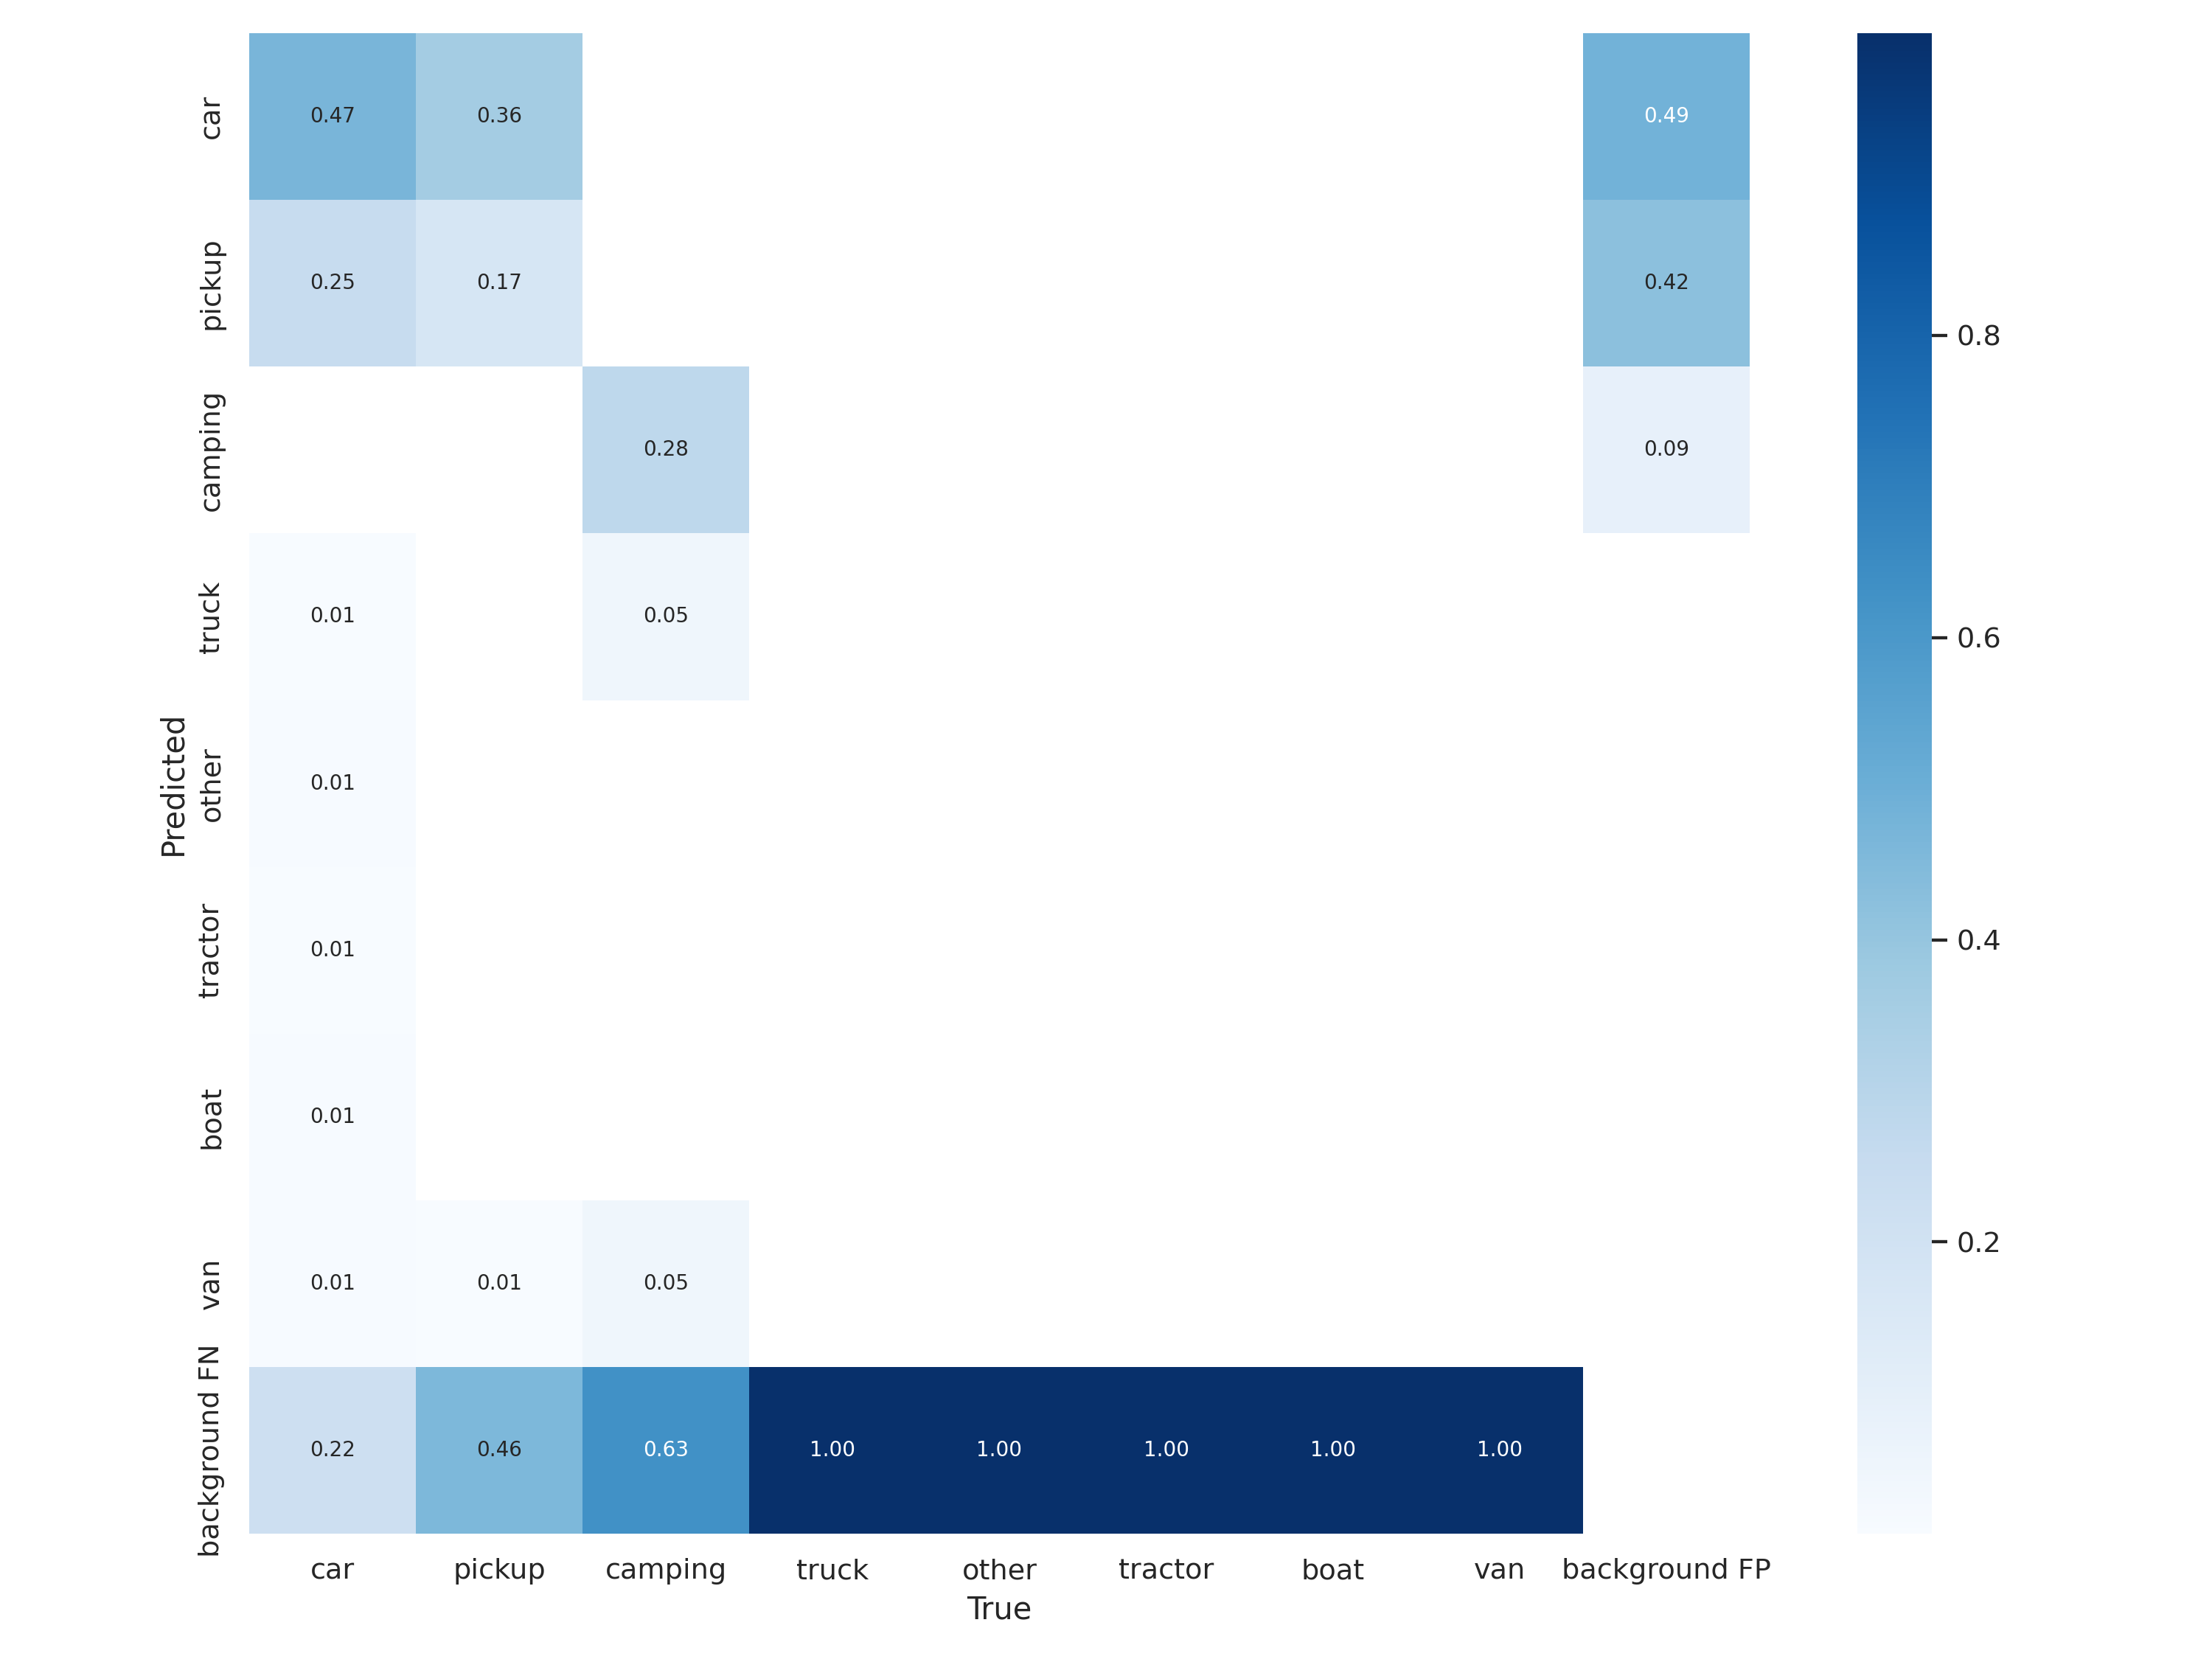 car 0.47 0.36 0.49
pickup 0.25 0.17 0.42
camping 0.28 0.09
truck 0.01 0.05
other 0.01
tractor 0.01
boat 0.01
van 0.01 0.01 0.05
background FN 0.22 0.46 0.63 1.00 1.00 1.00 1.00 1.00
Predicted
car pickup camping truck other tractor boat van background FP
True
0.8
0.6
0.4
0.2